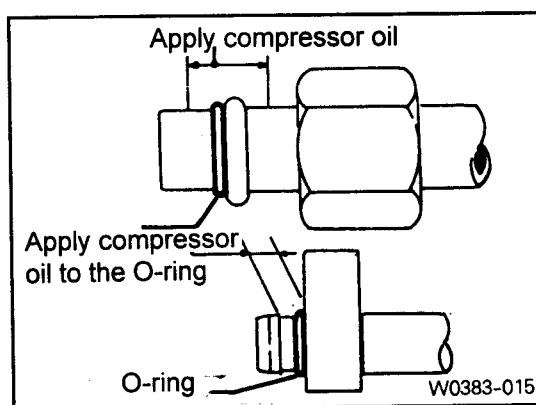 Apply compressor oil
Apply compressor
oil to the O-ring
O-ring
W0383-015